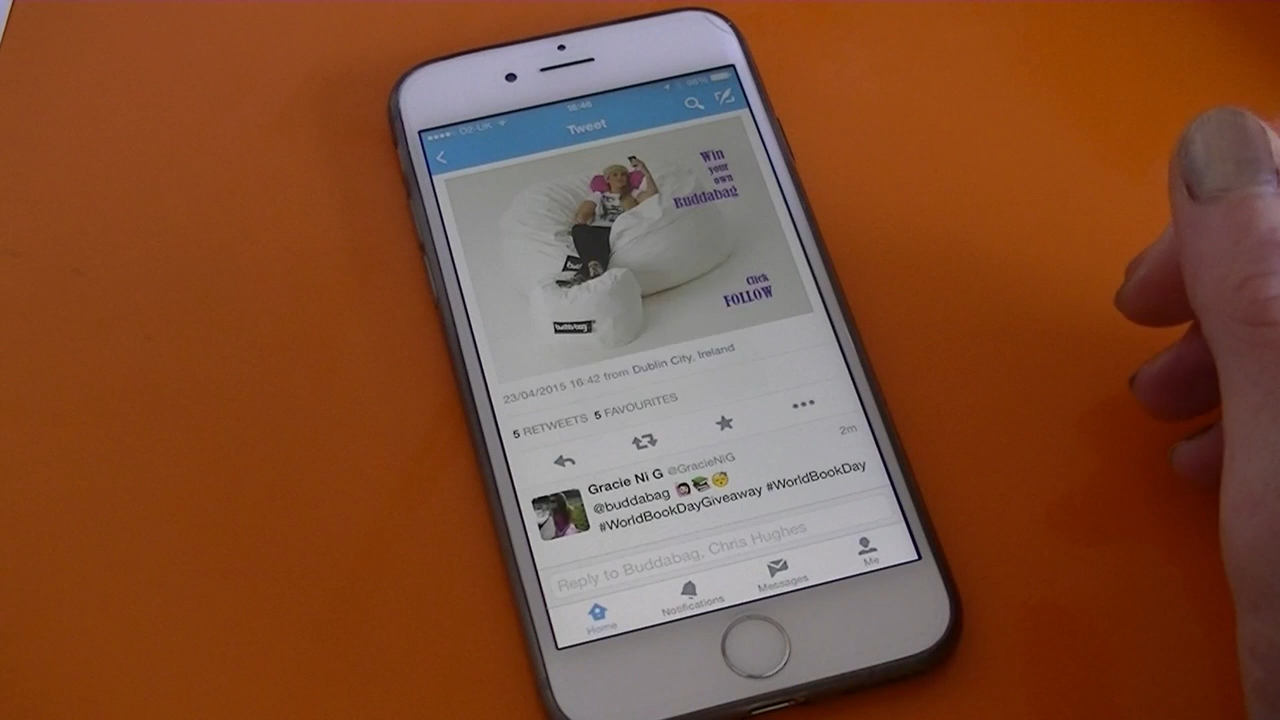 O2-UK
16:46
Tweet
Win
your
own
Buddabag
Click
FOLLOW
buddabag
23/04/2015 16:42 from Dublin City, Ireland
5 RETWEETS 5 FAVOURITES
Gracie Ni G @GracieNiG 2m
@buddabag #WorldBookDay
#WorldBookDayGiveaway
Reply to Buddabag, Chris Hughes
Home Notifications Messages Me